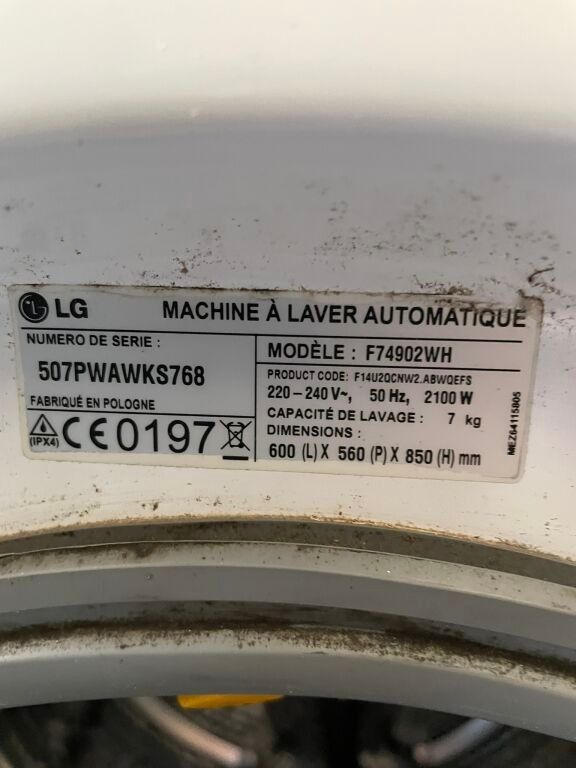 LG MACHINE À LAVER AUTOMATIQUE
NUMERO DE SERIE :
507PWAWKS768
FABRIQUÉ EN POLOGNE
(IPX4) CE0197
MODÈLE : F74902WH
PRODUCT CODE: F14U2QCNW2.ABWQEFS
220-240 V~, 50 Hz, 2100 W
CAPACITÉ DE LAVAGE : 7 kg
DIMENSIONS :
600 (L) X 560 (P) X 850 (H) mm
MEZ64115805